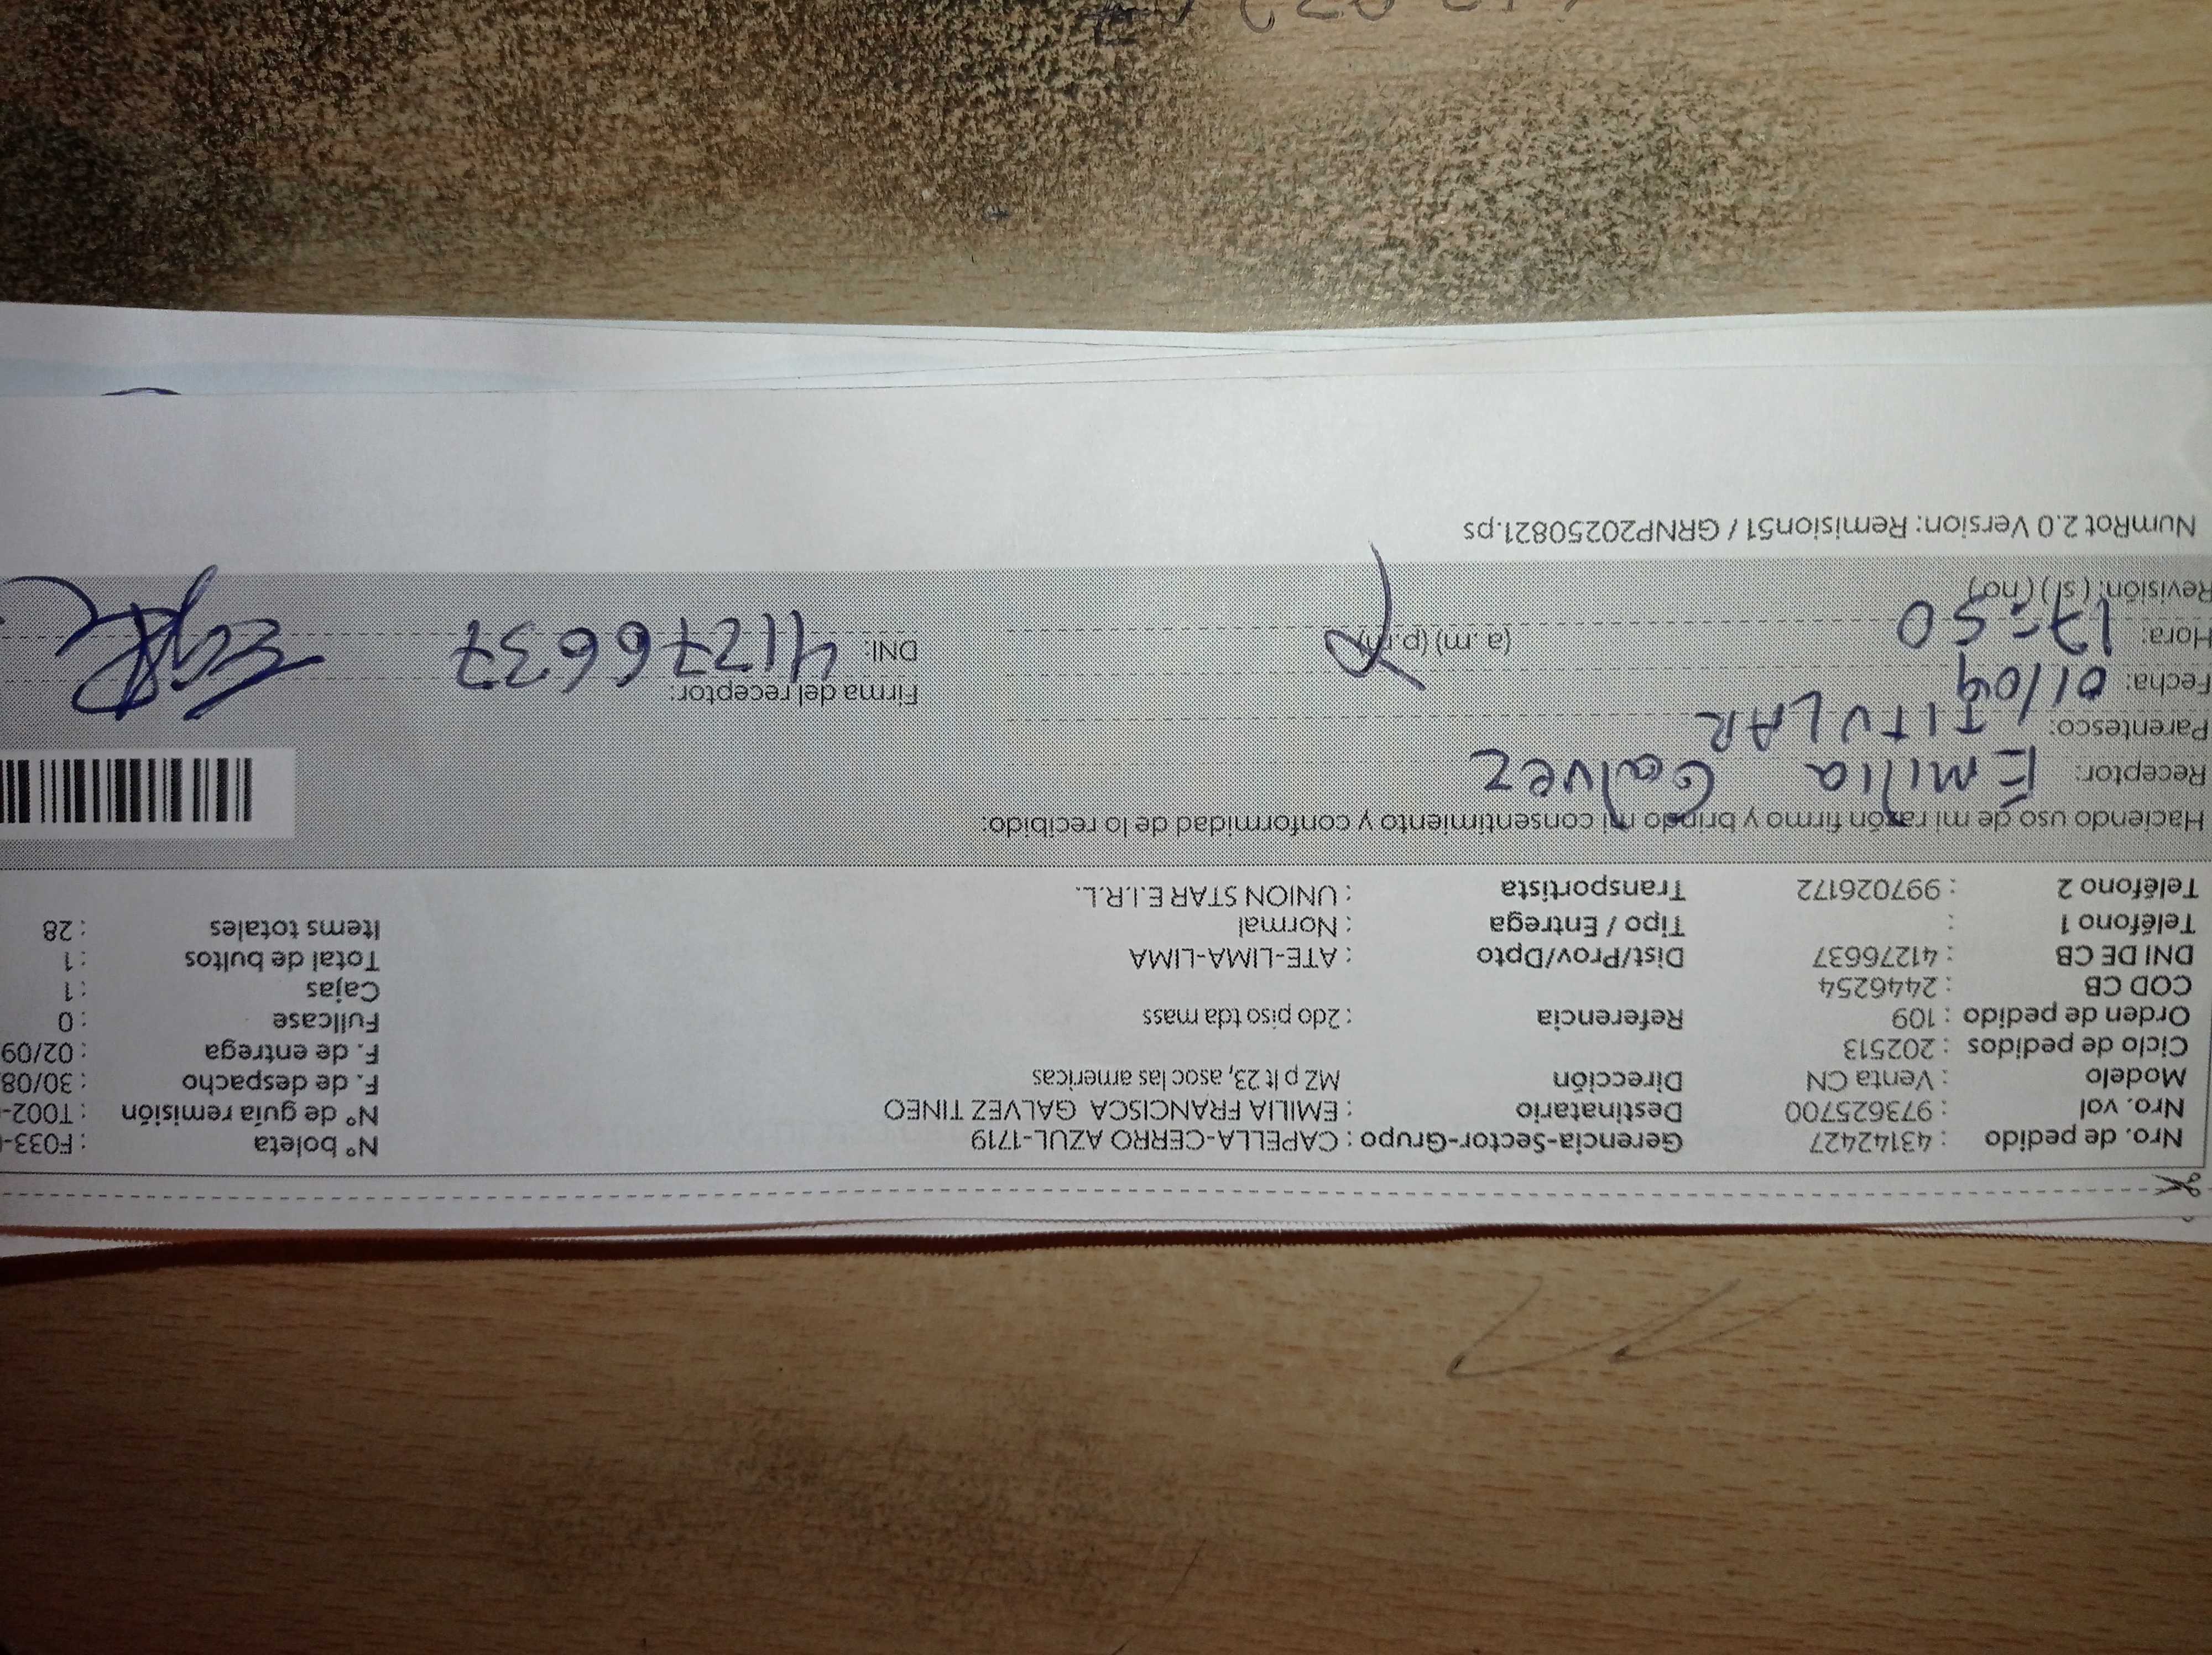 Nro. de pedido : 43142427 Gerencia-Sector-Grupo : CAPELLA-CERRO AZUL-1719 N° boleta : F033-
Nro. vol : 973625700 Destinatario : EMILIA FRANCISCA GALVEZ TINEO N° de guía remisión : T002-
Modelo : Venta CN Dirección MZ p lt 23, asoc las americas F. de despacho : 30/08
Ciclo de pedidos : 202513 F. de entrega : 02/09
Orden de pedido : 109 Referencia : 2do piso tda mass Fullcase : 0
COD CB : 2446254 Cajas : 1
DNI DE CB : 41276637 Dist/Prov/Dpto : ATE-LIMA-LIMA Total de bultos : 1
Teléfono 1 : Tipo / Entrega : Normal Items totales : 28
Teléfono 2 : 997026172 Transportista : UNION STAR E.I.R.L.
Haciendo uso de mi razón firmo y brindo mi consentimiento y conformidad de lo recibido:
Receptor: Emilia Galvez
Parentesco: TITULAR
Fecha: 01/09 Firma del receptor:
Hora: 17:50 (a.m) (p.m) DNI: 41276637
Revisión: (si) (no)
NumRot 2.0 Version: Remision51 / GRNP20250821.ps